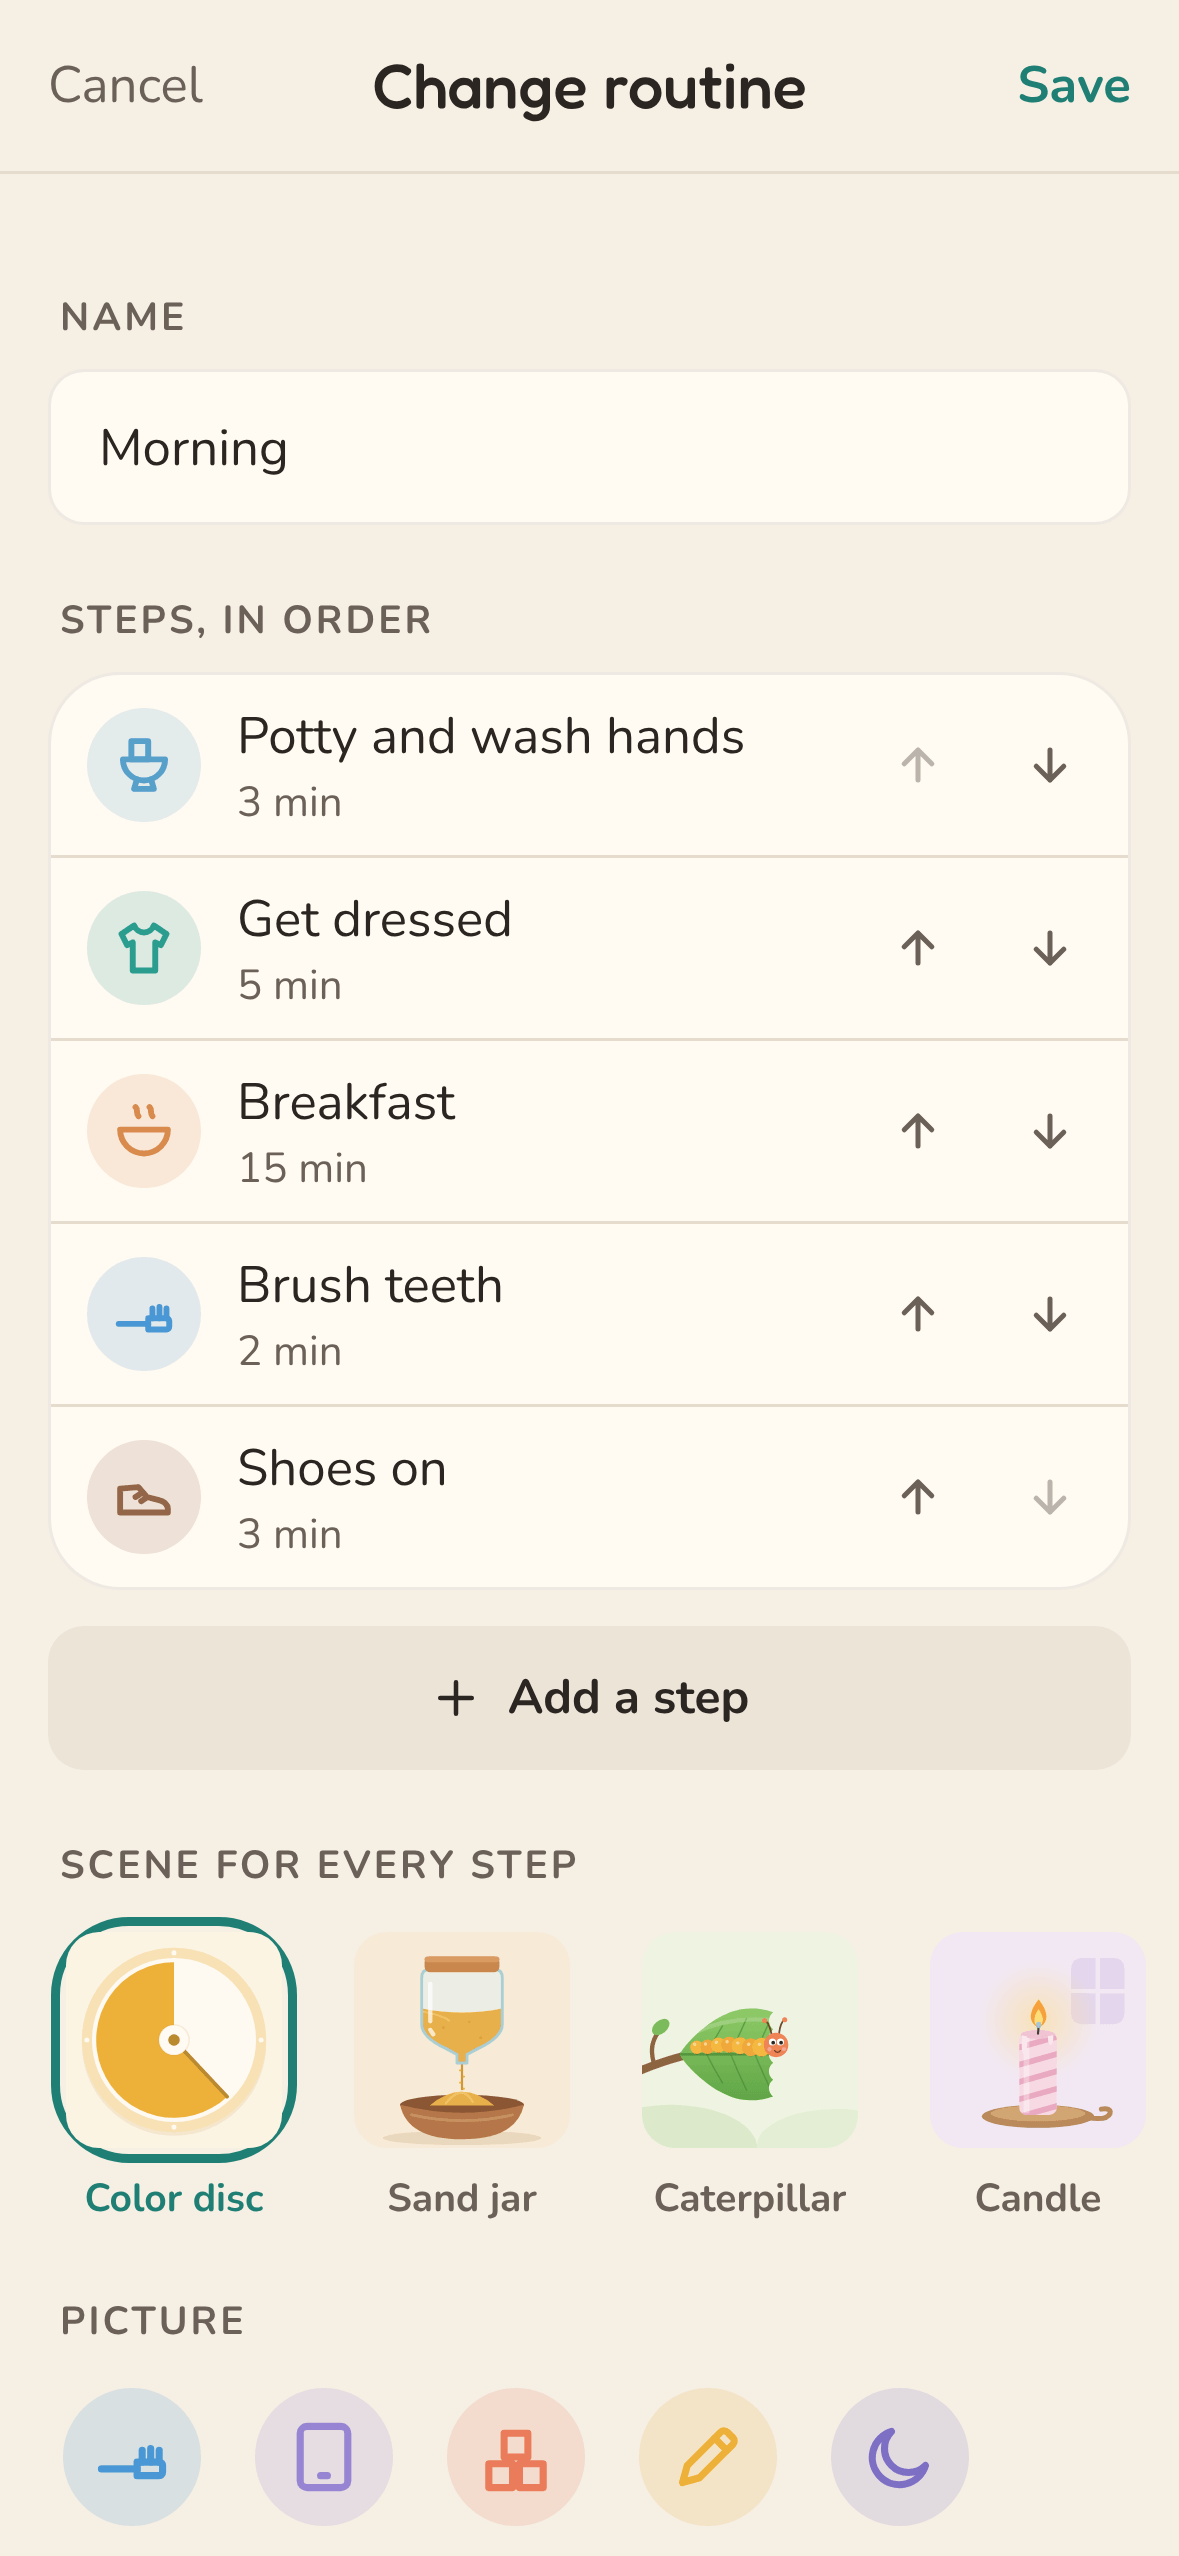 Cancel
Change routine
Save
NAME
Morning
STEPS, IN ORDER
Potty and wash hands
3 min
Get dressed
5 min
Breakfast
15 min
Brush teeth
2 min
Shoes on
3 min
Add a step
SCENE FOR EVERY STEP
Color disc
Sand jar
Caterpillar
Candle
PICTURE